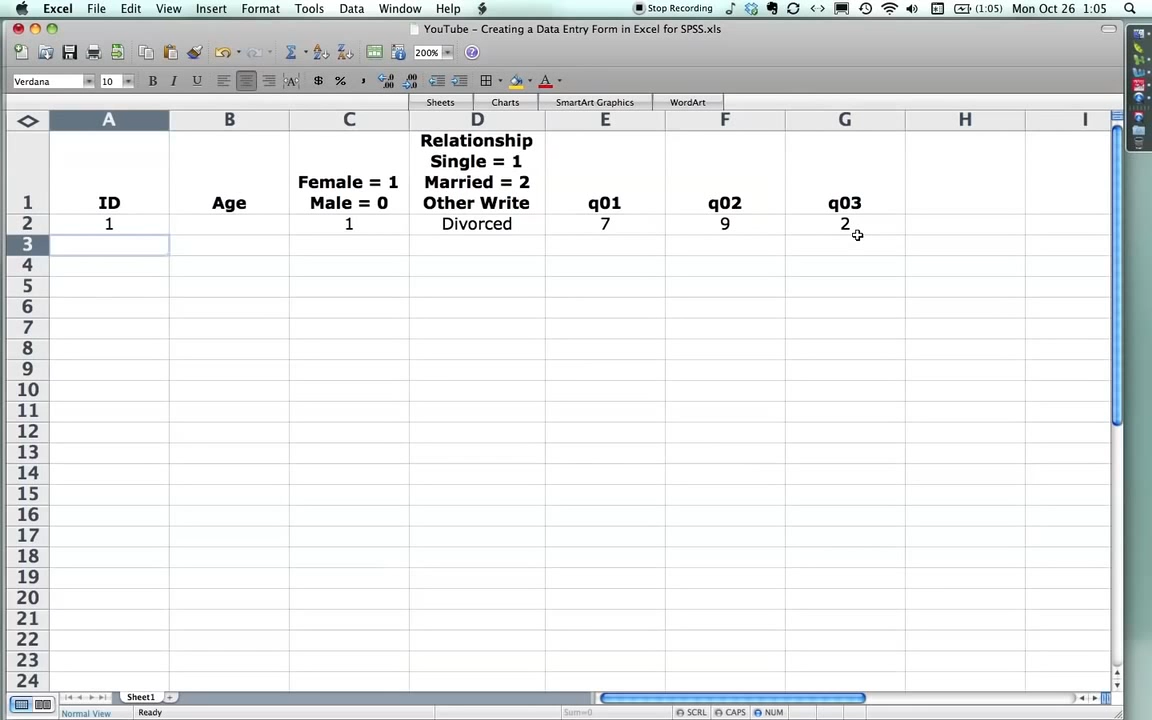 Excel File Edit View Insert Format Tools Data Window Help Stop Recording (1:05) Mon Oct 26 1:05
YouTube - Creating a Data Entry Form in Excel for SPSS.xls
200%
Verdana 10 B I U $ %
Sheets Charts SmartArt Graphics WordArt
A B C D E F G H I
Relationship
Single = 1
Female = 1 Married = 2
1 ID Age Male = 0 Other Write q01 q02 q03
2 1 1 Divorced 7 9 2
3
4
5
6
7
8
9
10
11
12
13
14
15
16
17
18
19
20
21
22
23
24
Sheet1
Normal View Ready Sum=0 SCRL CAPS NUM